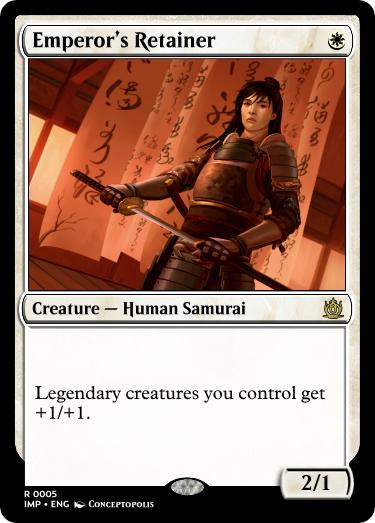 Emperor's Retainer
Creature — Human Samurai
Legendary creatures you control get
+1/+1.
2/1
R 0005
IMP • ENG Conceptopolis